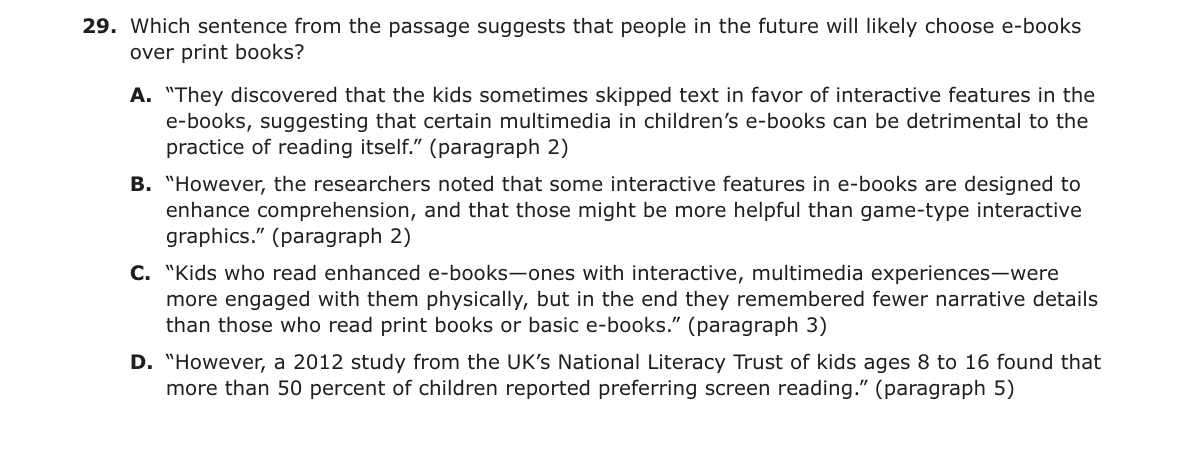 29. Which sentence from the passage suggests that people in the future will likely choose e-books
over print books?
A. “They discovered that the kids sometimes skipped text in favor of interactive features in the
e-books, suggesting that certain multimedia in children’s e-books can be detrimental to the
practice of reading itself.” (paragraph 2)
B. “However, the researchers noted that some interactive features in e-books are designed to
enhance comprehension, and that those might be more helpful than game-type interactive
graphics.” (paragraph 2)
C. “Kids who read enhanced e-books—ones with interactive, multimedia experiences—were
more engaged with them physically, but in the end they remembered fewer narrative details
than those who read print books or basic e-books.” (paragraph 3)
D. “However, a 2012 study from the UK’s National Literacy Trust of kids ages 8 to 16 found that
more than 50 percent of children reported preferring screen reading.” (paragraph 5)